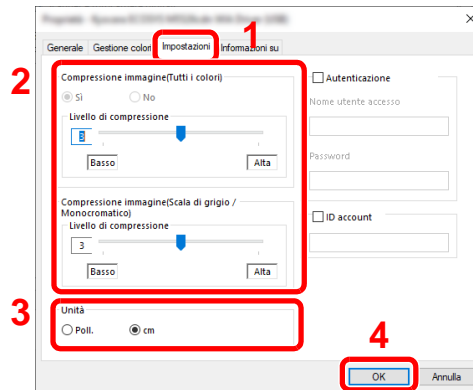 Generale Gestione colori Impostazioni Informazioni su
1
2
Compressione immagine(Tutti i colori)
Sì No
Livello di compressione
3
Basso Alta
Compressione immagine(Scala di grigio /
Monocromatico)
Livello di compressione
3
Basso Alta
Autenticazione
Nome utente accesso
Password
ID account
3
Unità
Poll. cm
4
OK Annulla